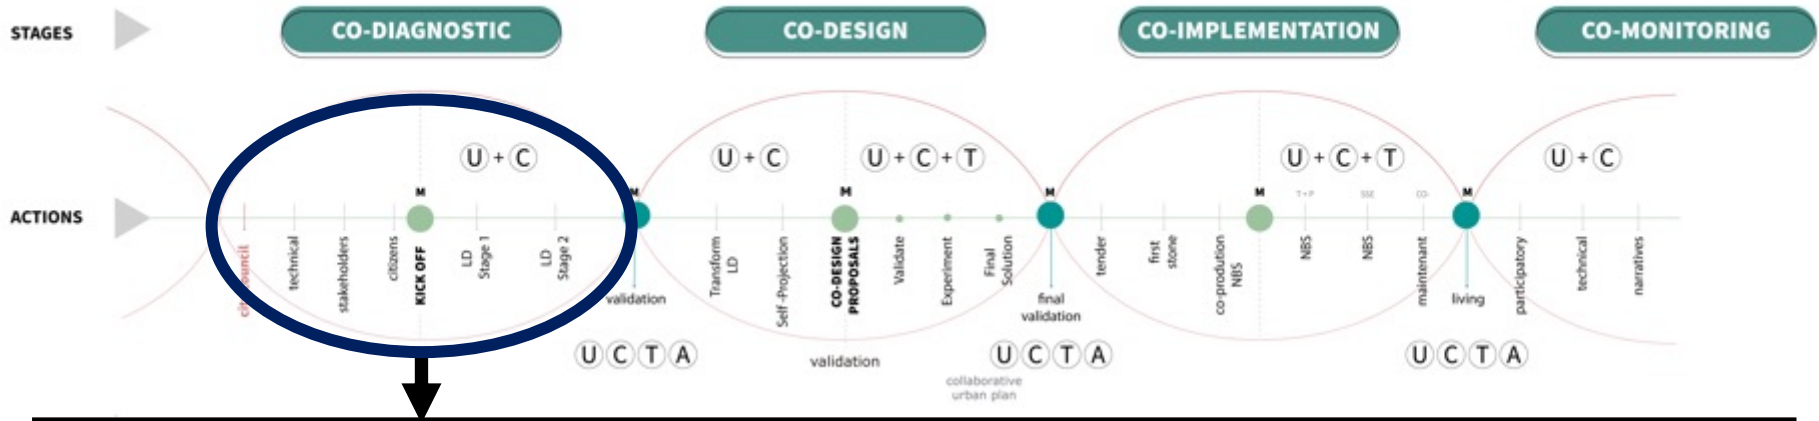 STAGES
CO-DIAGNOSTIC
CO-DESIGN
CO-IMPLEMENTATION
CO-MONITORING
U + C
U + C
U + C + T
U + C + T
U + C
ACTIONS
M
M
M
M
M
M
T + P
SSE
CO-
technical
stakeholders
citizens
KICK OFF
LD
Stage 1
LD
Stage 2
validation
Transform
LD
Self -Projection
CO-DESIGN
PROPOSALS
Validate
Experiment
Final
Solution
final
validation
tender
first
stone
co-prodution
NBS
NBS
NBS
maintenant
living
participatory
technical
narratives
U C T A
validation
U C T A
U C T A
collaborative
urban plan